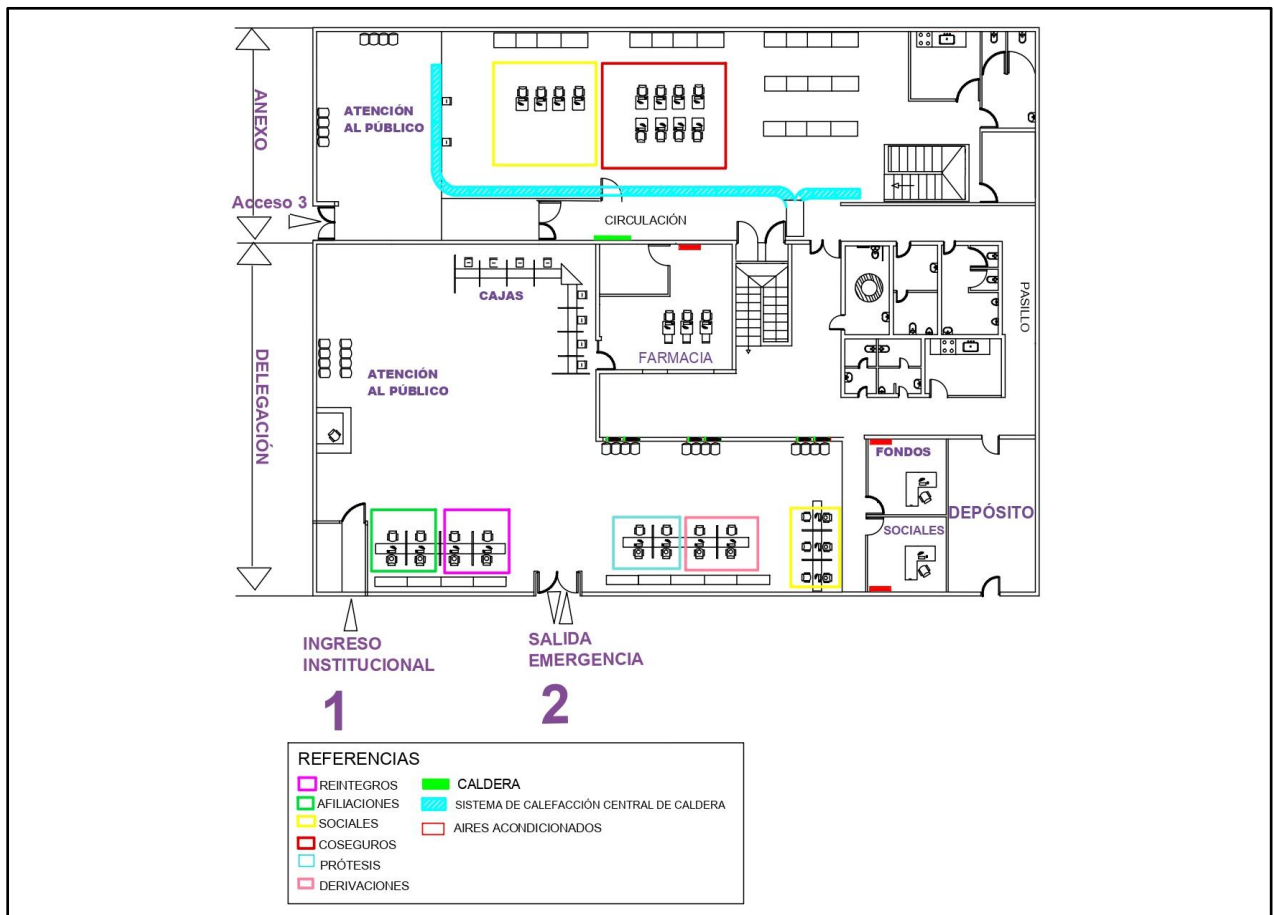 ANEXO
ATENCIÓN
AL PÚBLICO
Acceso 3
CIRCULACIÓN
CAJAS
PASILLO
FARMACIA
DELEGACIÓN
ATENCIÓN
AL PÚBLICO
FONDOS
DEPÓSITO
SOCIALES
INGRESO
INSTITUCIONAL
1
SALIDA
EMERGENCIA
2
REFERENCIAS
REINTEGROS
AFILIACIONES
SOCIALES
COSEGUROS
PRÓTESIS
DERIVACIONES
CALDERA
SISTEMA DE CALEFACCIÓN CENTRAL DE CALDERA
AIRES ACONDICIONADOS